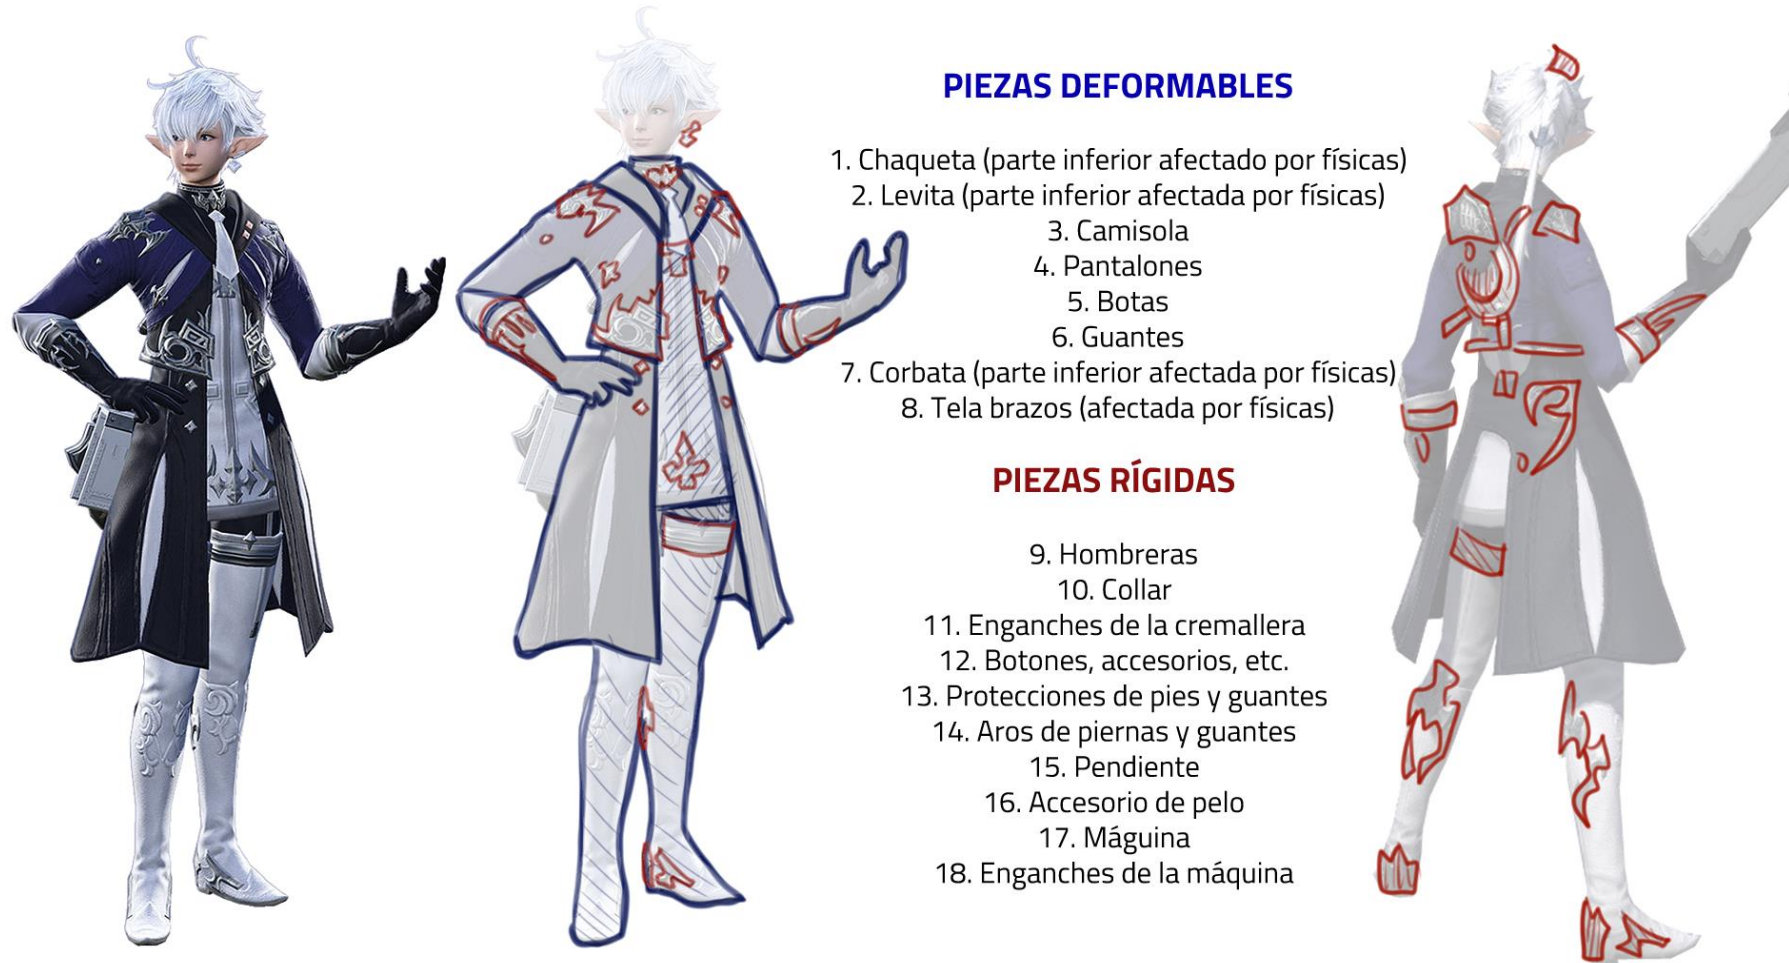 PIEZAS DEFORMABLES
1. Chaqueta (parte inferior afectado por físicas)
2. Levita (parte inferior afectada por físicas)
3. Camisola
4. Pantalones
5. Botas
6. Guantes
7. Corbata (parte inferior afectada por físicas)
8. Tela brazos (afectada por físicas)
PIEZAS RÍGIDAS
9. Hombreras
10. Collar
11. Enganches de la cremallera
12. Botones, accesorios, etc.
13. Protecciones de pies y guantes
14. Aros de piernas y guantes
15. Pendiente
16. Accesorio de pelo
17. Máguina
18. Enganches de la máquina